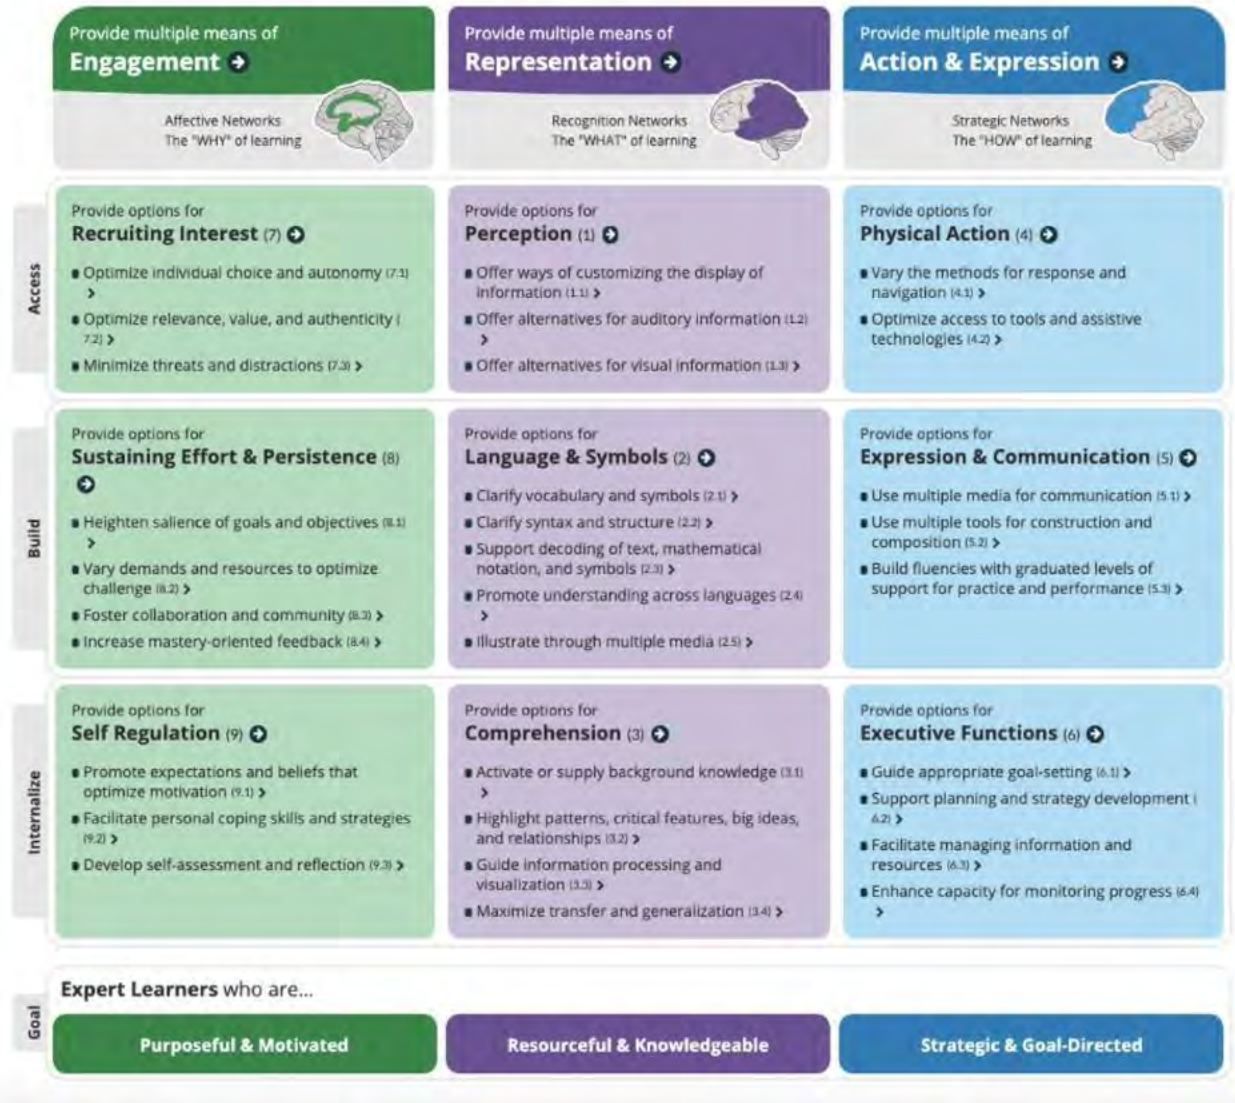 Provide multiple means of
Engagement
Affective Networks
The "WHY" of learning
Provide multiple means of
Representation
Recognition Networks
The "WHAT" of learning
Provide multiple means of
Action & Expression
Strategic Networks
The "HOW" of learning
Access
Provide options for
Recruiting Interest (7)
Optimize individual choice and autonomy (7.1)
Optimize relevance, value, and authenticity (
7.2)
Minimize threats and distractions (7.3)
Provide options for
Perception (1)
Offer ways of customizing the display of
information (1.1)
Offer alternatives for auditory information (1.2)
Offer alternatives for visual information (1.3)
Provide options for
Physical Action (4)
Vary the methods for response and
navigation (4.1)
Optimize access to tools and assistive
technologies (4.2)
Build
Provide options for
Sustaining Effort & Persistence (8)
Heighten salience of goals and objectives (8.1)
Vary demands and resources to optimize
challenge (8.2)
Foster collaboration and community (8.3)
Increase mastery-oriented feedback (8.4)
Provide options for
Language & Symbols (2)
Clarify vocabulary and symbols (2.1)
Clarify syntax and structure (2.2)
Support decoding of text, mathematical
notation, and symbols (2.3)
Promote understanding across languages (2.4)
Illustrate through multiple media (2.5)
Provide options for
Expression & Communication (5)
Use multiple media for communication (5.1)
Use multiple tools for construction and
composition (5.2)
Build fluencies with graduated levels of
support for practice and performance (5.3)
Internalize
Provide options for
Self Regulation (9)
Promote expectations and beliefs that
optimize motivation (9.1)
Facilitate personal coping skills and strategies
(9.2)
Develop self-assessment and reflection (9.3)
Provide options for
Comprehension (3)
Activate or supply background knowledge (3.1)
Highlight patterns, critical features, big ideas,
and relationships (3.2)
Guide information processing and
visualization (3.3)
Maximize transfer and generalization (3.4)
Provide options for
Executive Functions (6)
Guide appropriate goal-setting (6.1)
Support planning and strategy development (
6.2)
Facilitate managing information and
resources (6.3)
Enhance capacity for monitoring progress (6.4)
Goal
Expert Learners who are...
Purposeful & Motivated
Resourceful & Knowledgeable
Strategic & Goal-Directed